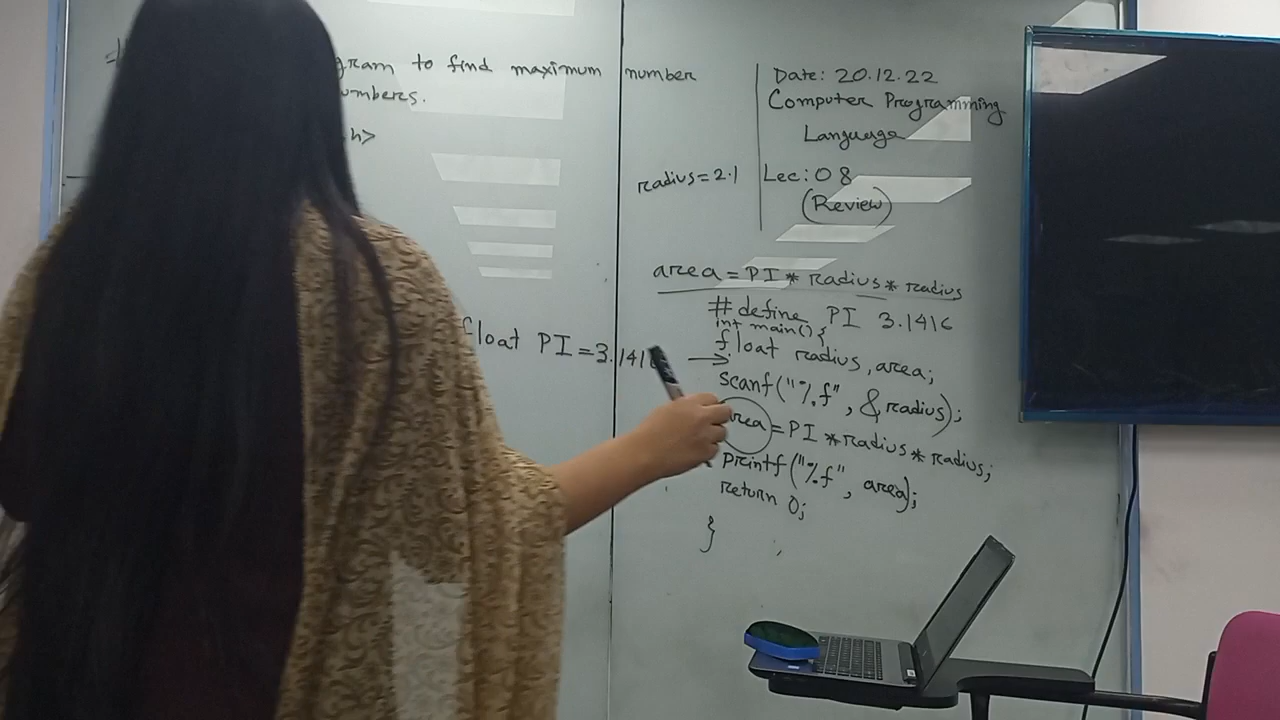 to find maximum number
Date: 20.12.22
Computer Programming
Language
radius=2.1
Lec: 08
(Review)
h>
area = PI * radius * radius
#define PI 3.1416
int main(){
float radius, area;
float PI=3.141
scanf("%f", &radius);
area = PI * radius * radius;
printf("%f", area);
return 0;
}